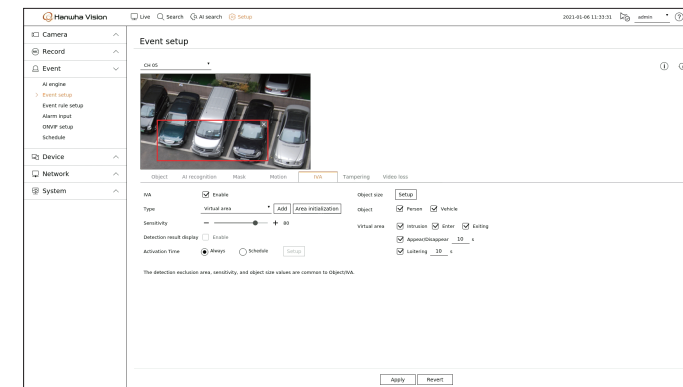 Hanwha Vision Live Search AI search Setup 2021-01-06 11:33:31 admin
Camera
Record
Event
AI engine
Event setup
Event rule setup
Alarm input
ONVIF setup
Schedule
Device
Network
System
Event setup
CH 05
Object AI recognition Mask Motion IVA Tampering Video loss
IVA Enable Object size Setup
Type Virtual area Add Area initialization Object Person Vehicle
Sensitivity 80 Virtual area Intrusion Enter Exiting
Detection result display Enable Appear/Disappear 10 s
Activation Time Always Schedule Setup Loitering 10 s
The detection exclusion area, sensitivity, and object size values are common to Object/IVA.
Apply Revert